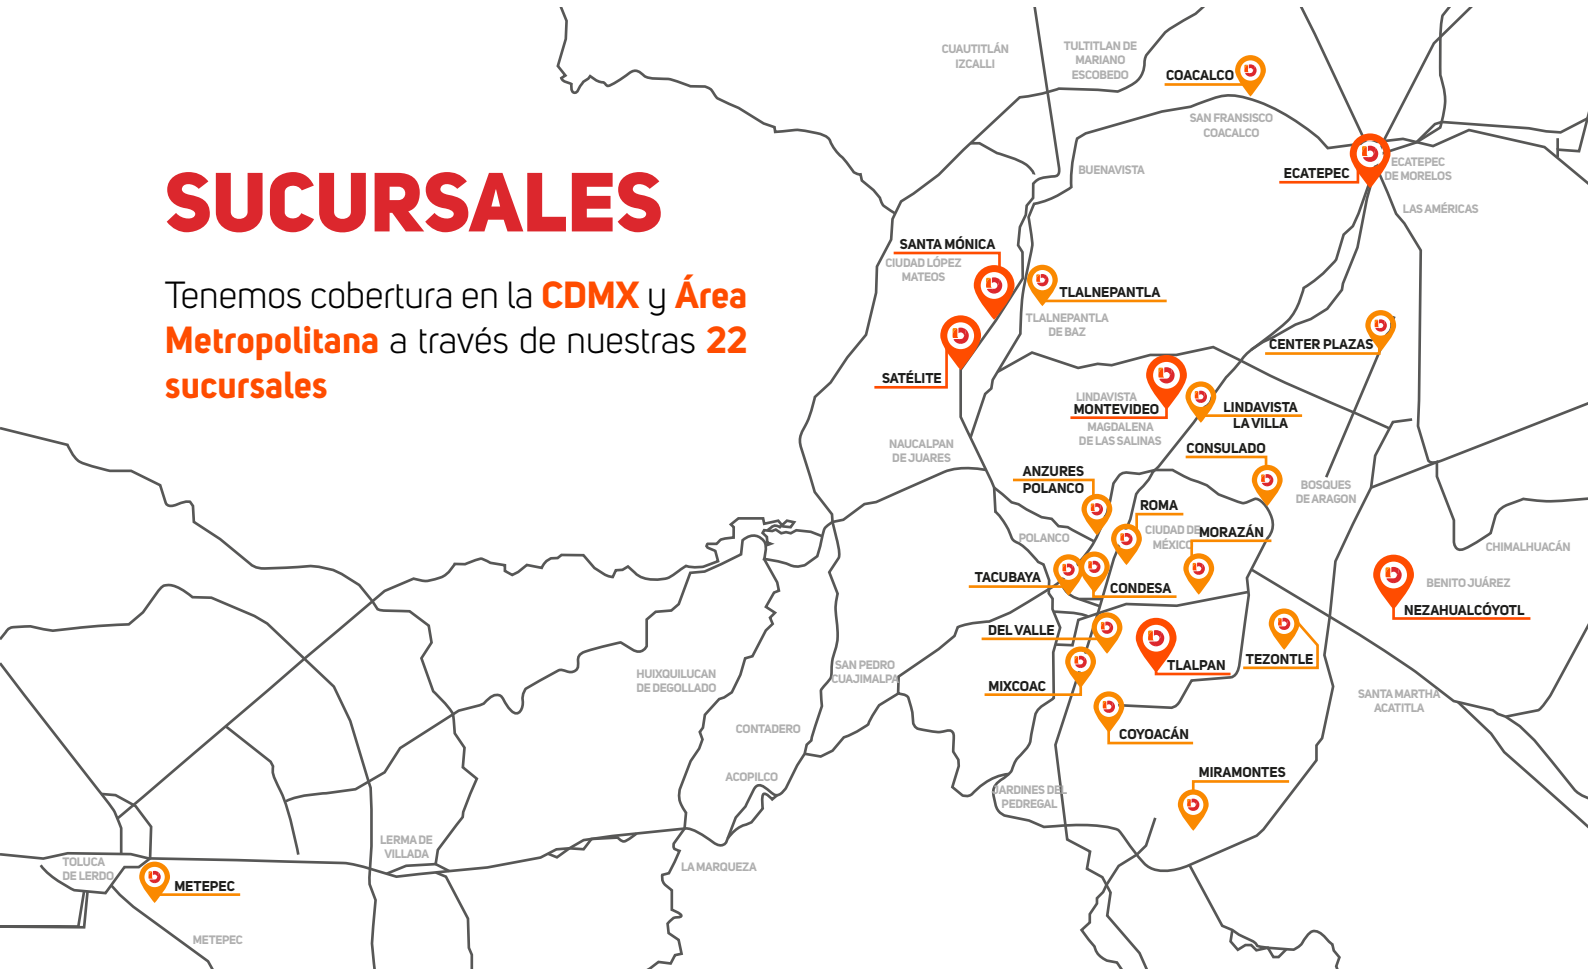 CUAUTITLÁN
IZCALLI
TULTITLAN DE
MARIANO
ESCOBEDO
COACALCO
SAN FRANSISCO
COACALCO
BUENAVISTA
ECATEPEC
ECATEPEC
DE MORELOS
LAS AMÉRICAS
SUCURSALES
Tenemos cobertura en la CDMX y Área
Metropolitana a través de nuestras 22
sucursales
SANTA MÓNICA
CIUDAD LÓPEZ
MATEOS
TLALNEPANTLA
TLALNEPANTLA
DE BAZ
CENTER PLAZAS
SATÉLITE
LINDAVISTA
MONTEVIDEO
MAGDALENA
DE LAS SALINAS
LINDAVISTA
LA VILLA
NAUCALPAN
DE JUARES
CONSULADO
ANZURES
POLANCO
BOSQUES
DE ARAGON
ROMA
CIUDAD DE
MÉXICO
MORAZÁN
POLANCO
CHIMALHUACÁN
TACUBAYA
CONDESA
BENITO JUÁREZ
NEZAHUALCÓYOTL
DEL VALLE
TLALPAN
TEZONTLE
SAN PEDRO
CUAJIMALPA
HUIXQUILUCAN
DE DEGOLLADO
MIXCOAC
SANTA MARTHA
ACATITLA
CONTADERO
COYOACÁN
ACOPILCO
MIRAMONTES
JARDINES DEL
PEDREGAL
LERMA DE
VILLADA
LA MARQUEZA
TOLUCA
DE LERDO
METEPEC
METEPEC